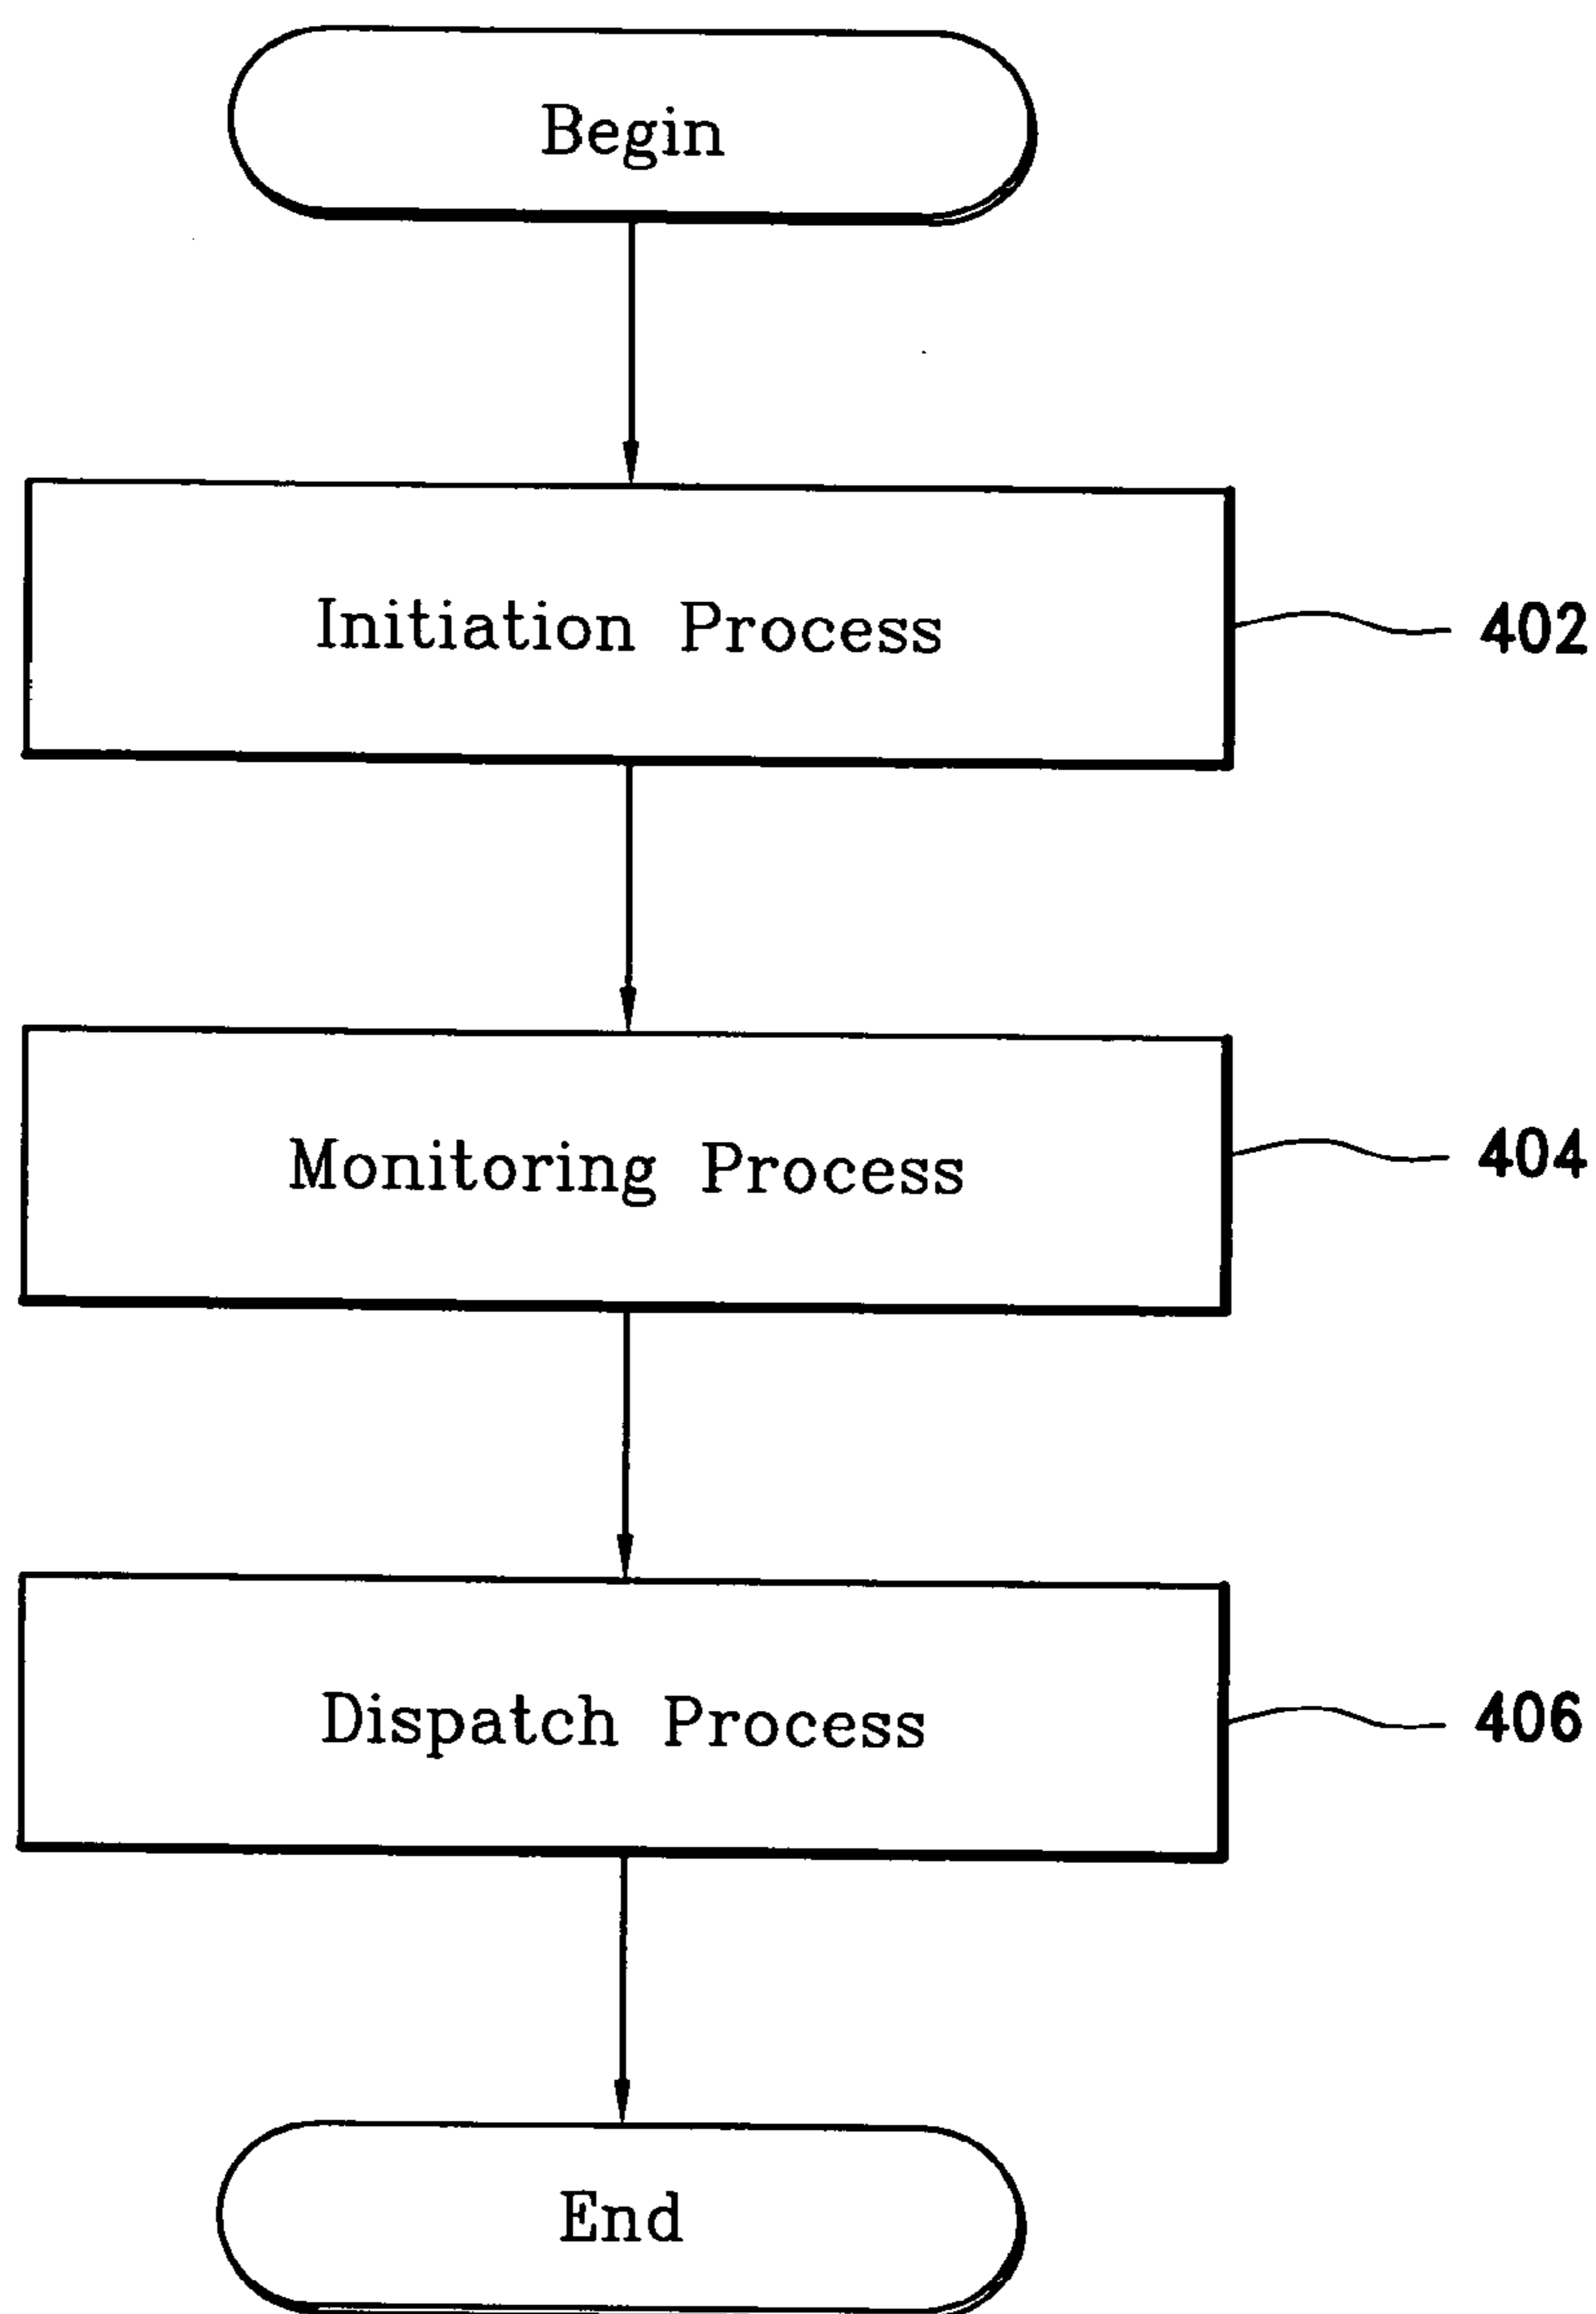 Begin
Initiation Process
402
Monitoring Process
404
Dispatch Process
406
End